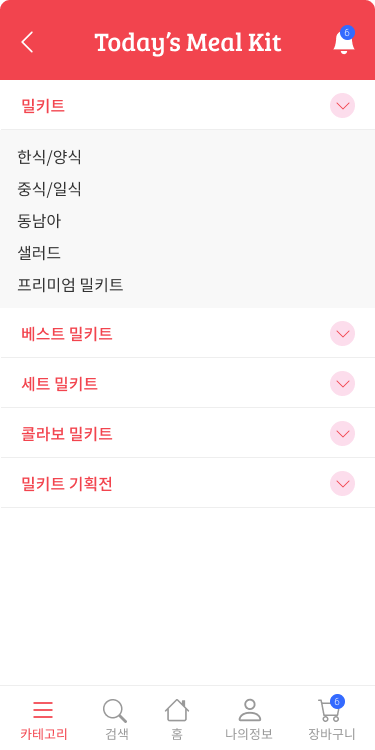 Today's Meal Kit
6
밀키트
한식/양식
중식/일식
동남아
샐러드
프리미엄 밀키트
베스트 밀키트
세트 밀키트
콜라보 밀키트
밀키트 기획전
6
카테고리 검색 홈 나의정보 장바구니